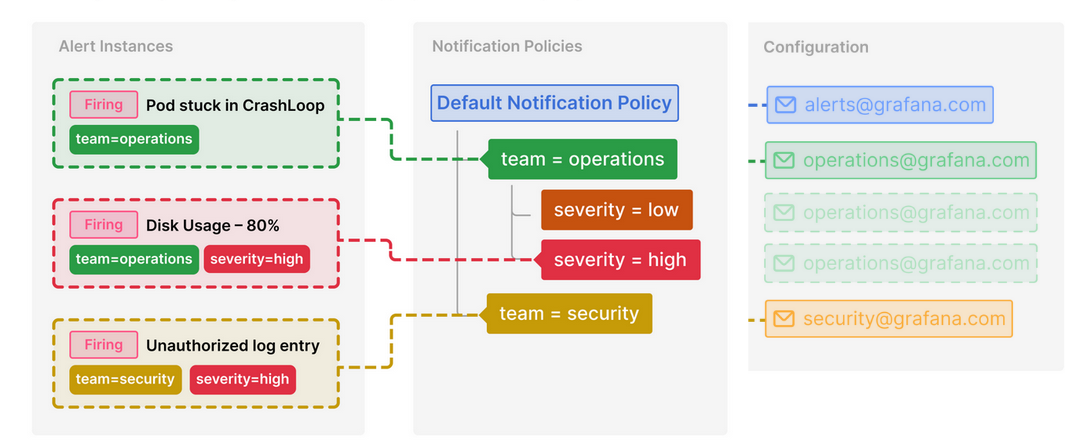 Alert Instances
Firing Pod stuck in CrashLoop
team=operations
Firing Disk Usage – 80%
team=operations severity=high
Firing Unauthorized log entry
team=security severity=high
Notification Policies
Default Notification Policy
team = operations
severity = low
severity = high
team = security
Configuration
alerts@grafana.com
operations@grafana.com
operations@grafana.com
operations@grafana.com
security@grafana.com